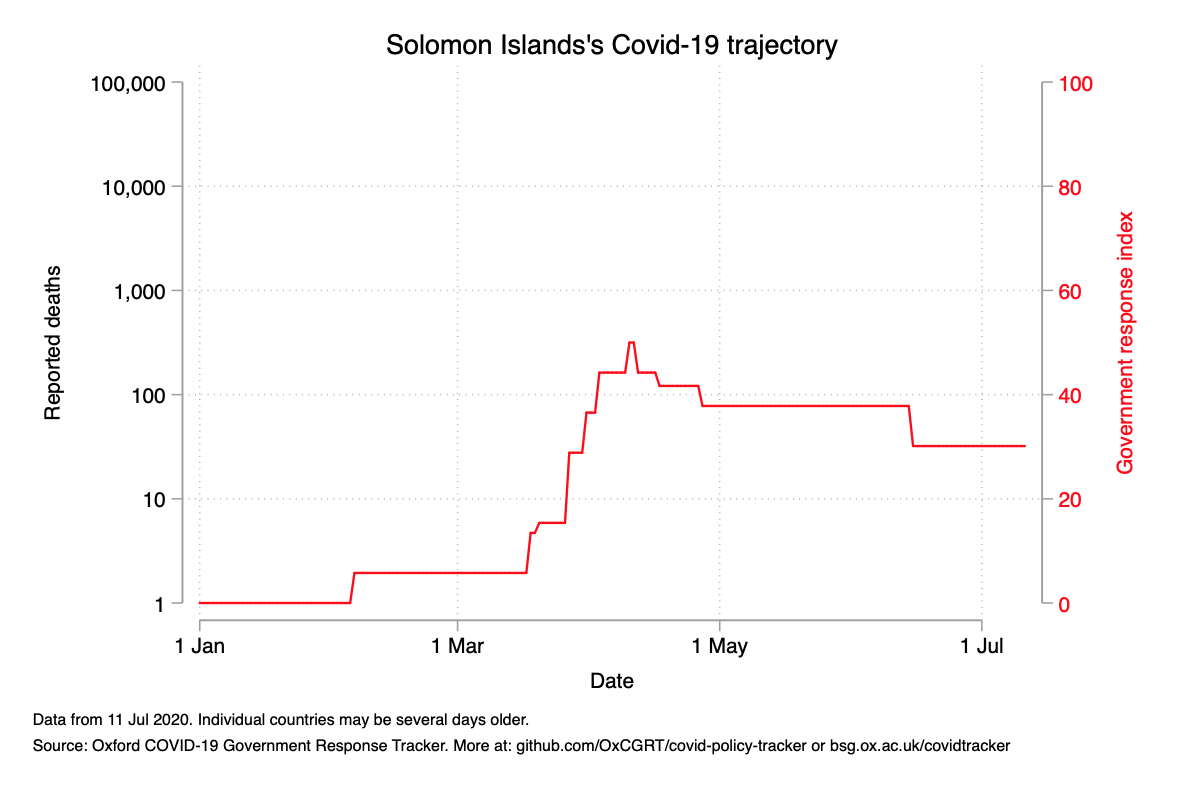 Solomon Islands's Covid-19 trajectory
100,000
10,000
1,000
100
10
1
Reported deaths
100
80
60
40
20
0
Government response index
1 Jan
1 Mar
1 May
1 Jul
Date
Data from 11 Jul 2020. Individual countries may be several days older.
Source: Oxford COVID-19 Government Response Tracker. More at: github.com/OxCGRT/covid-policy-tracker or bsg.ox.ac.uk/covidtracker